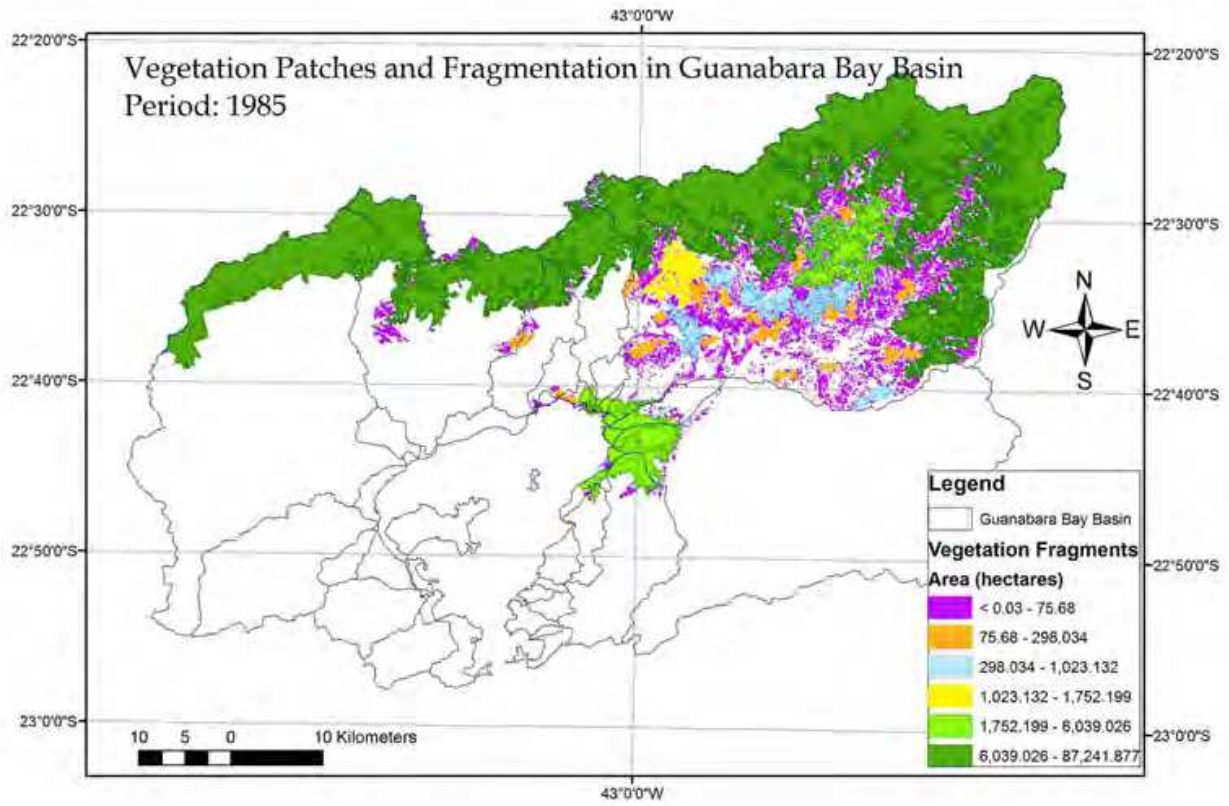 43°0'0"W
22°20'0"S
22°20'0"S
Vegetation Patches and Fragmentation in Guanabara Bay Basin
Period: 1985
22°30'0"S
22°30'0"S
N
W
E
S
22°40'0"S
22°40'0"S
Legend
Guanabara Bay Basin
Vegetation Fragments
Area (hectares)
< 0.03 - 75.68
75.68 - 298.034
298.034 - 1,023.132
1,023.132 - 1,752.199
1,752.199 - 6,039.026
6,039.026 - 87,241.877
22°50'0"S
22°50'0"S
23°0'0"S
23°0'0"S
10 5 0 10 Kilometers
43°0'0"W